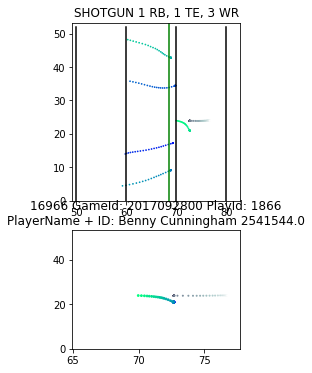 SHOTGUN 1 RB, 1 TE, 3 WR
50
40
30
20
10
0
50 60 70 80
16966 GameId: 2017092800 PlayId: 1866
PlayerName + ID: Benny Cunningham 2541544.0
40
20
0
65 70 75